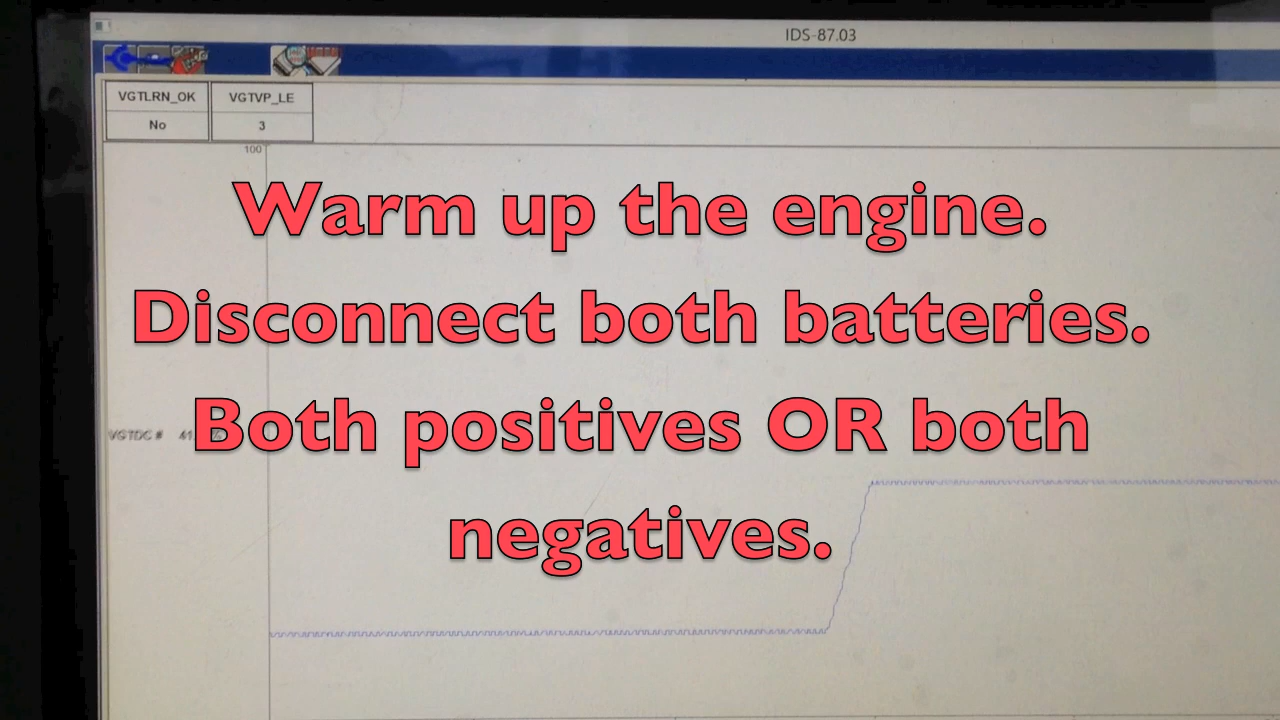 IDS-87.03
VGTLRN_OK VGTVP_LE
No 3
100
Warm up the engine.
Disconnect both batteries.
Both positives OR both
negatives.
VGTDC #